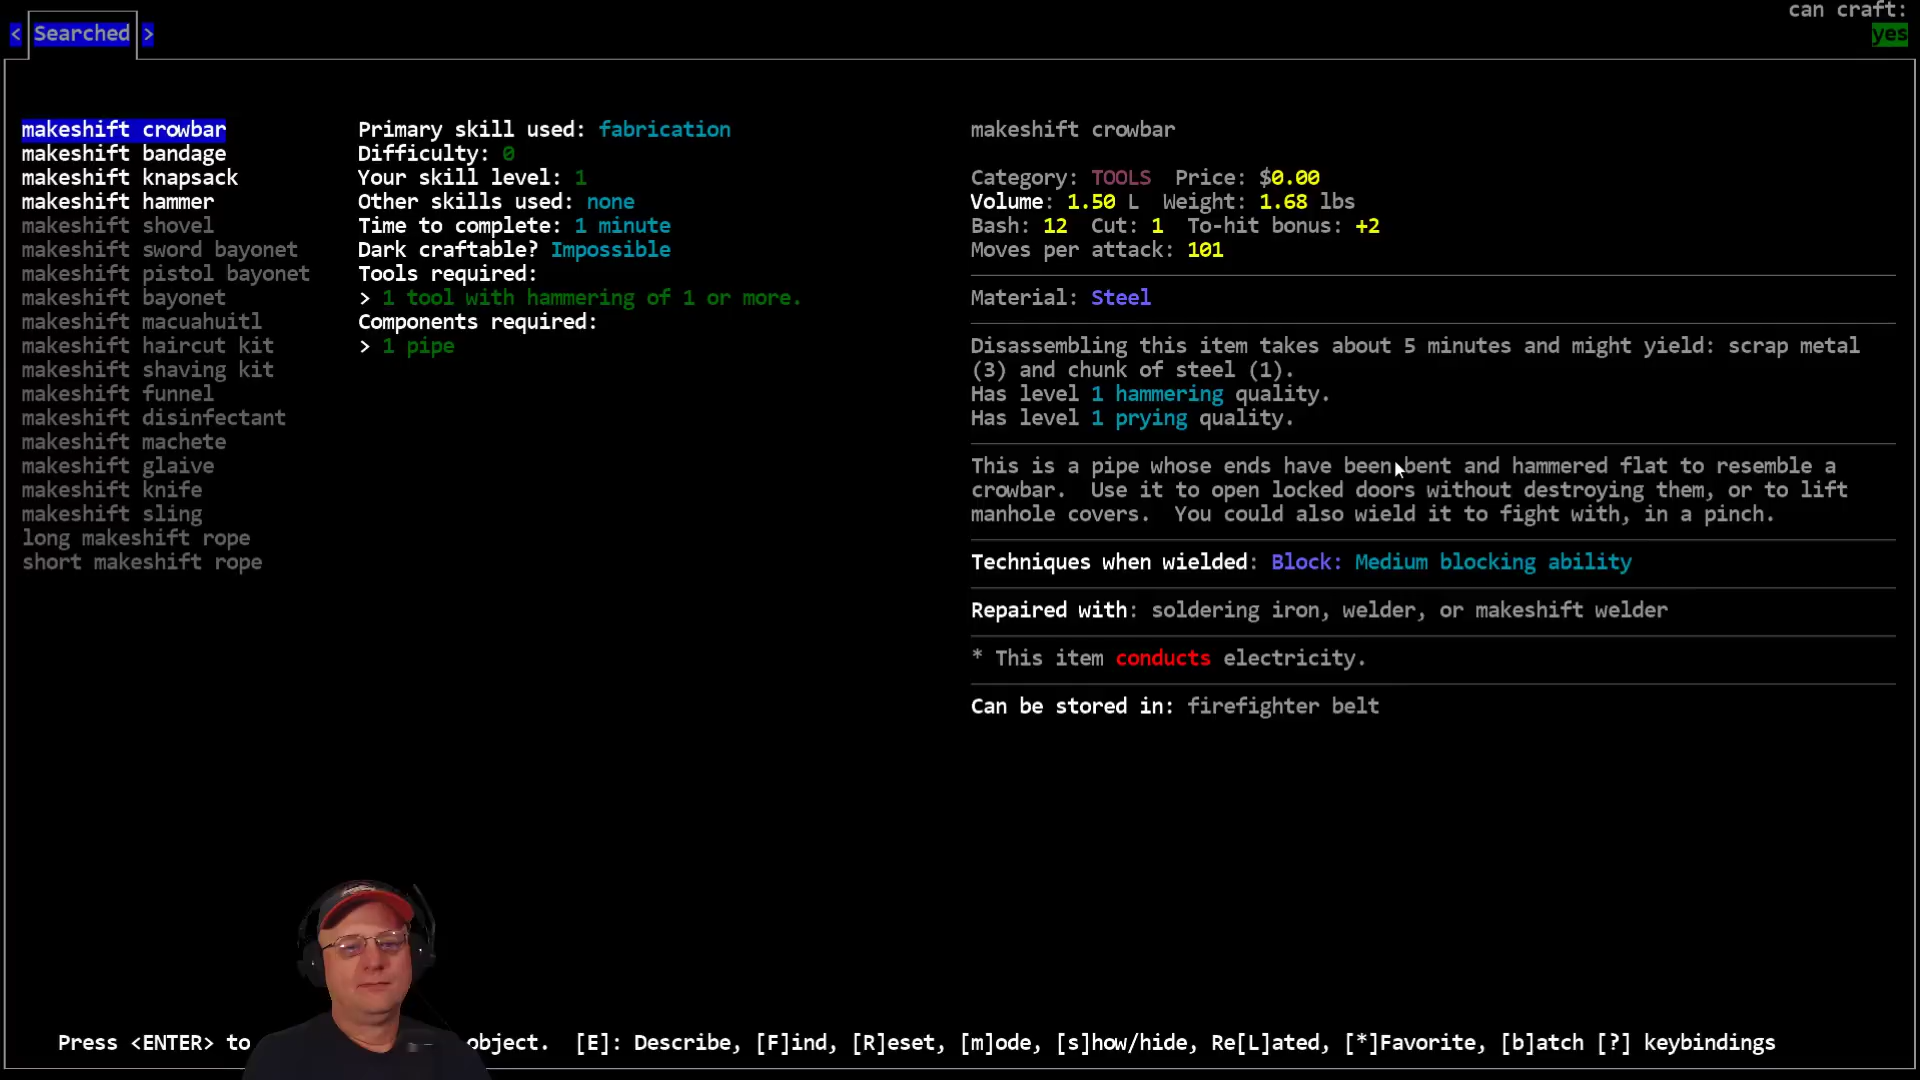 can craft:
< Searched >
yes
makeshift crowbar
makeshift bandage
makeshift knapsack
makeshift hammer
makeshift shovel
makeshift sword bayonet
makeshift pistol bayonet
makeshift bayonet
makeshift macuahuitl
makeshift haircut kit
makeshift shaving kit
makeshift funnel
makeshift disinfectant
makeshift machete
makeshift glaive
makeshift knife
makeshift sling
long makeshift rope
short makeshift rope
Primary skill used: fabrication
Difficulty: 0
Your skill level: 1
Other skills used: none
Time to complete: 1 minute
Dark craftable? Impossible
Tools required:
> 1 tool with hammering of 1 or more.
Components required:
> 1 pipe
makeshift crowbar
Category: TOOLS Price: $0.00
Volume: 1.50 L Weight: 1.68 lbs
Bash: 12 Cut: 1 To-hit bonus: +2
Moves per attack: 101
Material: Steel
Disassembling this item takes about 5 minutes and might yield: scrap metal
(3) and chunk of steel (1).
Has level 1 hammering quality.
Has level 1 prying quality.
This is a pipe whose ends have been bent and hammered flat to resemble a
crowbar. Use it to open locked doors without destroying them, or to lift
manhole covers. You could also wield it to fight with, in a pinch.
Techniques when wielded: Block: Medium blocking ability
Repaired with: soldering iron, welder, or makeshift welder
* This item conducts electricity.
Can be stored in: firefighter belt
Press <ENTER> to object. [E]: Describe, [F]ind, [R]eset, [m]ode, [s]how/hide, Re[L]ated, [*]Favorite, [b]atch [?] keybindings